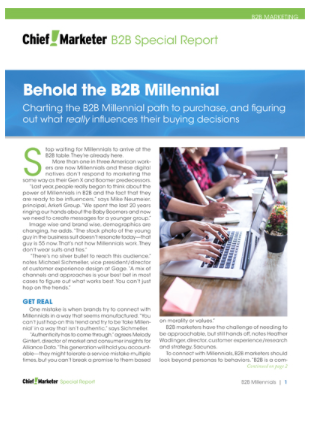 B2B MARKETING
Chief Marketer B2B Special Report
Behold the B2B Millennial
Charting the B2B Millennial path to purchase, and figuring
out what really influences their buying decisions
Stop waiting for Millennials to arrive at the
B2B table. They're already here.
More than one in three American work-
ers are now Millennials and these digital
natives don't respond to marketing the
same way as their Gen X and Boomer predecessors.
"Last year, people really began to think about the
power of Millennials in B2B and the fact that they
are ready to be influencers," says Mike Neumeier,
principal, Arketi Group. "We spent the last 20 years
wringing our hands about the Baby Boomers and now
we need to create messages for a younger group."
Image wise and brand wise, demographics are
changing, he adds. "The stock photo of the young
guy in the business suit doesn't resonate today—that
guy is 55 now. That's not how Millennials work. They
don't wear suits and ties."
"There's no silver bullet to reach this audience,"
notes Michael Schmeller, vice president/director
of customer experience design at Gage. "A mix of
channels and approaches is your best bet in most
cases to figure out what works best. You can't just
hop on the trends."
GET REAL
One mistake is when brands try to connect with
Millennials in a way that seems manufactured. "You
can't just hop on this trend and try to be 'fake Millen-
nial' in a way that isn't authentic," says Schmeller.
"Authenticity has to come through," agrees Melody
Gintert, director of market and consumer insights for
Alliance Data. "This generation will hold you account-
able—they might tolerate a service mistake multiple
times, but you can't break a promise to them based
on morality or values."
B2B marketers have the challenge of needing to
be approachable, but still hands off, notes Heather
Wadlinger, director, customer experience/research
and strategy, Sacunas.
To connect with Millennials, B2B marketers should
look beyond personas to behaviors. "B2B is a com-
Continued on page 2
Chief Marketer Special Report
B2B Millennials | 1